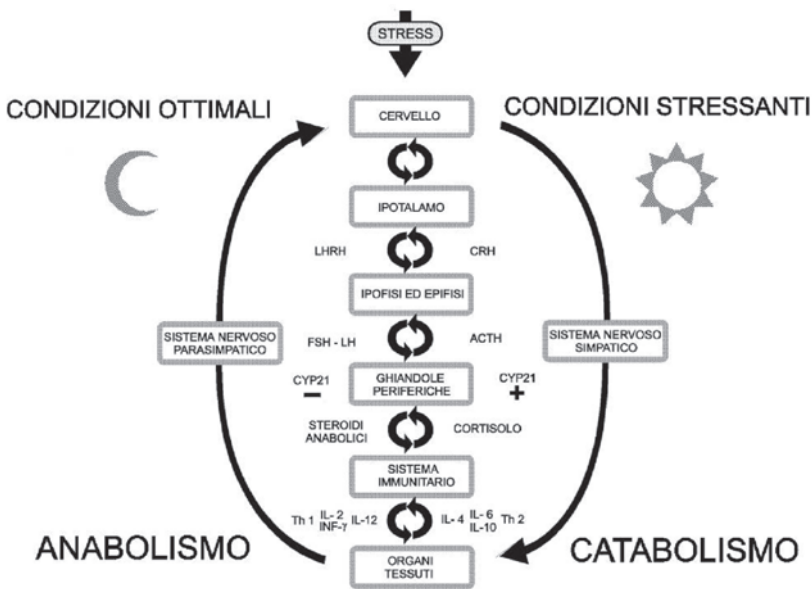 STRESS
CONDIZIONI OTTIMALI
CONDIZIONI STRESSANTI
CERVELLO
IPOTALAMO
LHRH
CRH
IPOFISI ED EPIFISI
SISTEMA NERVOSO
PARASIMPATICO
SISTEMA NERVOSO
SIMPATICO
FSH - LH
ACTH
CYP21
−
GHIANDOLE
PERIFERICHE
CYP21
+
STEROIDI
ANABOLICI
CORTISOLO
SISTEMA
IMMUNITARIO
Th 1 IL- 2 IL-12
INF-γ
IL- 4 IL- 6 Th 2
IL-10
ANABOLISMO
CATABOLISMO
ORGANI
TESSUTI